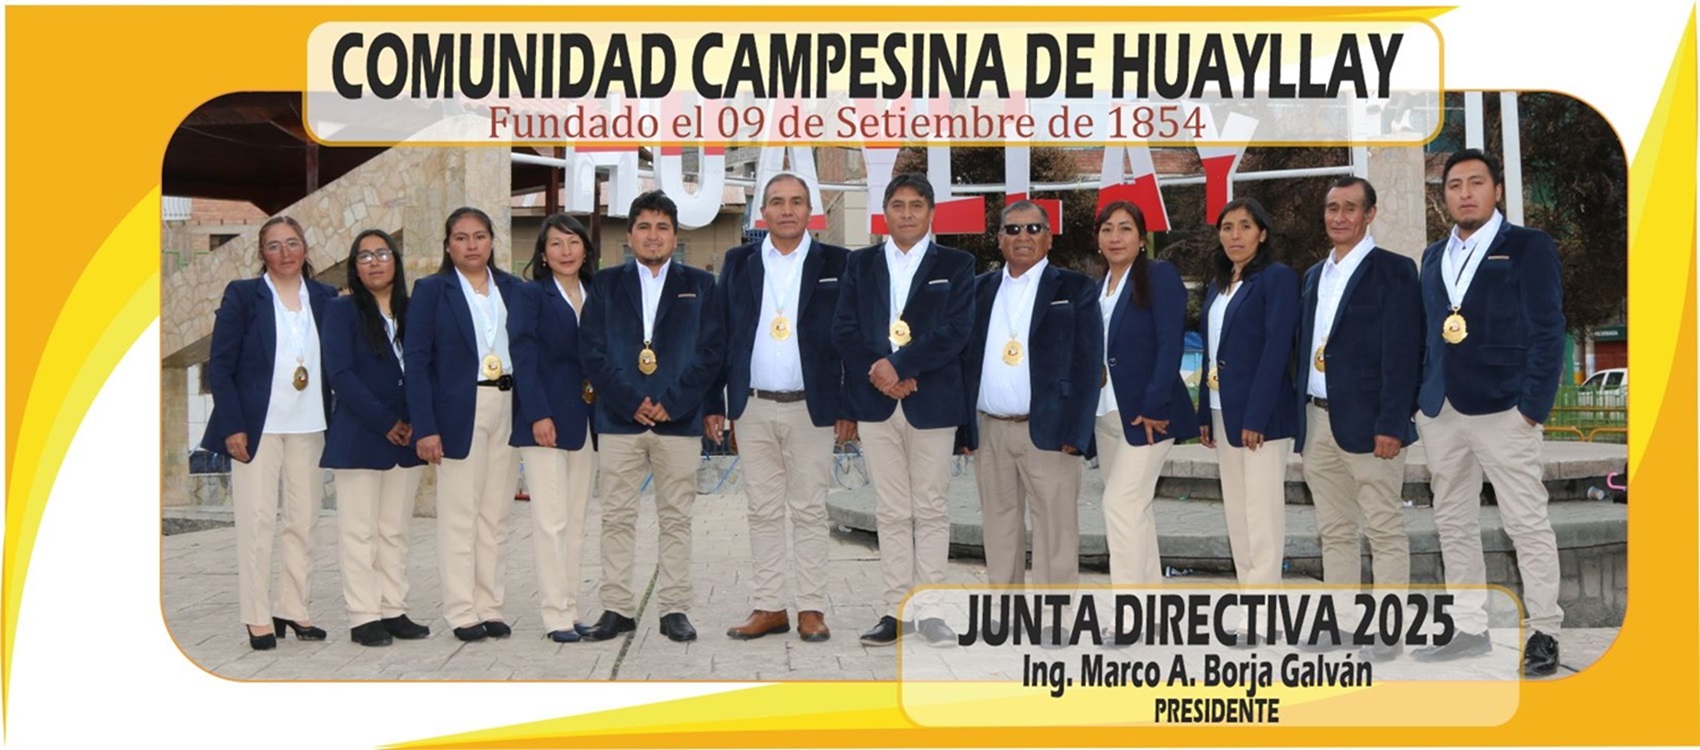 COMUNIDAD CAMPESINA DE HUAYLLAY
Fundado el 09 de Setiembre de 1854
HUAYLLAY
JUNTA DIRECTIVA 2025
Ing. Marco A. Borja Galván
PRESIDENTE